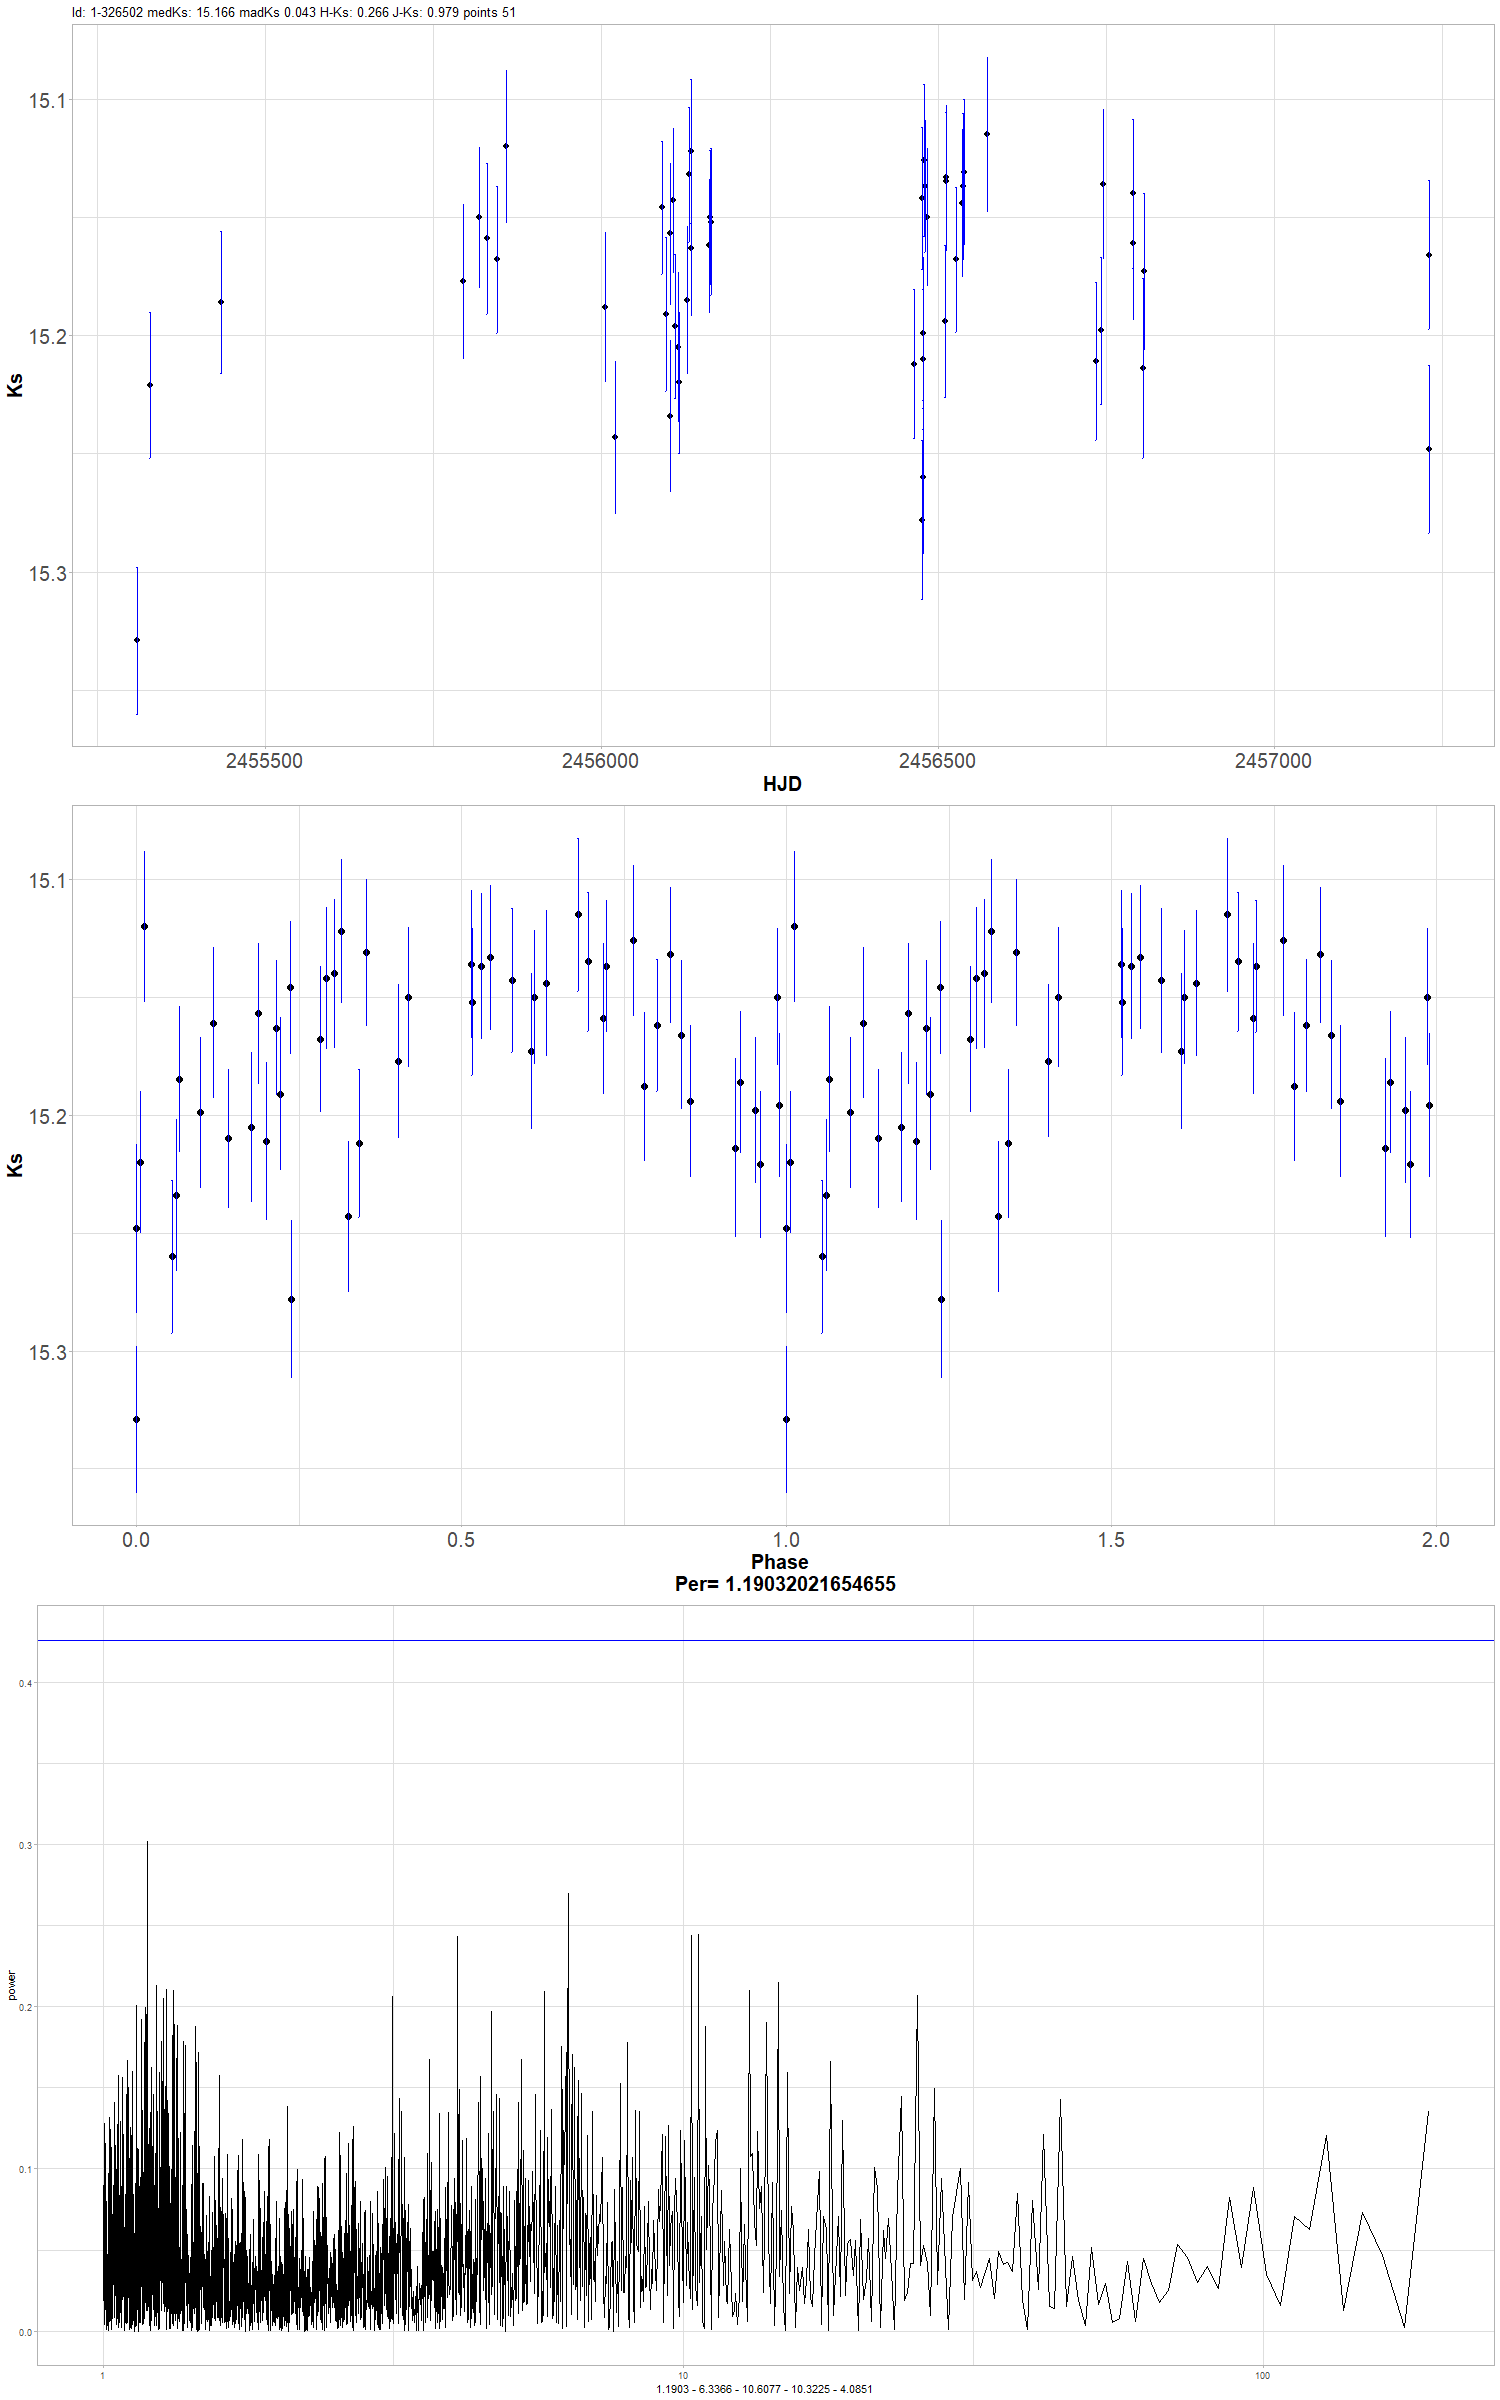 Id: 1-326502 medKs: 15.166 madKs 0.043 H-Ks: 0.266 J-Ks: 0.979 points 51
15.1
15.2
15.3
Ks
2455500 2456000 2456500 2457000
HJD
15.1
15.2
15.3
Ks
0.0 0.5 1.0 1.5 2.0
Phase
Per= 1.19032021654655
0.4
0.3
0.2
0.1
0.0
power
1 10 100
1.1903 - 6.3366 - 10.6077 - 10.3225 - 4.0851